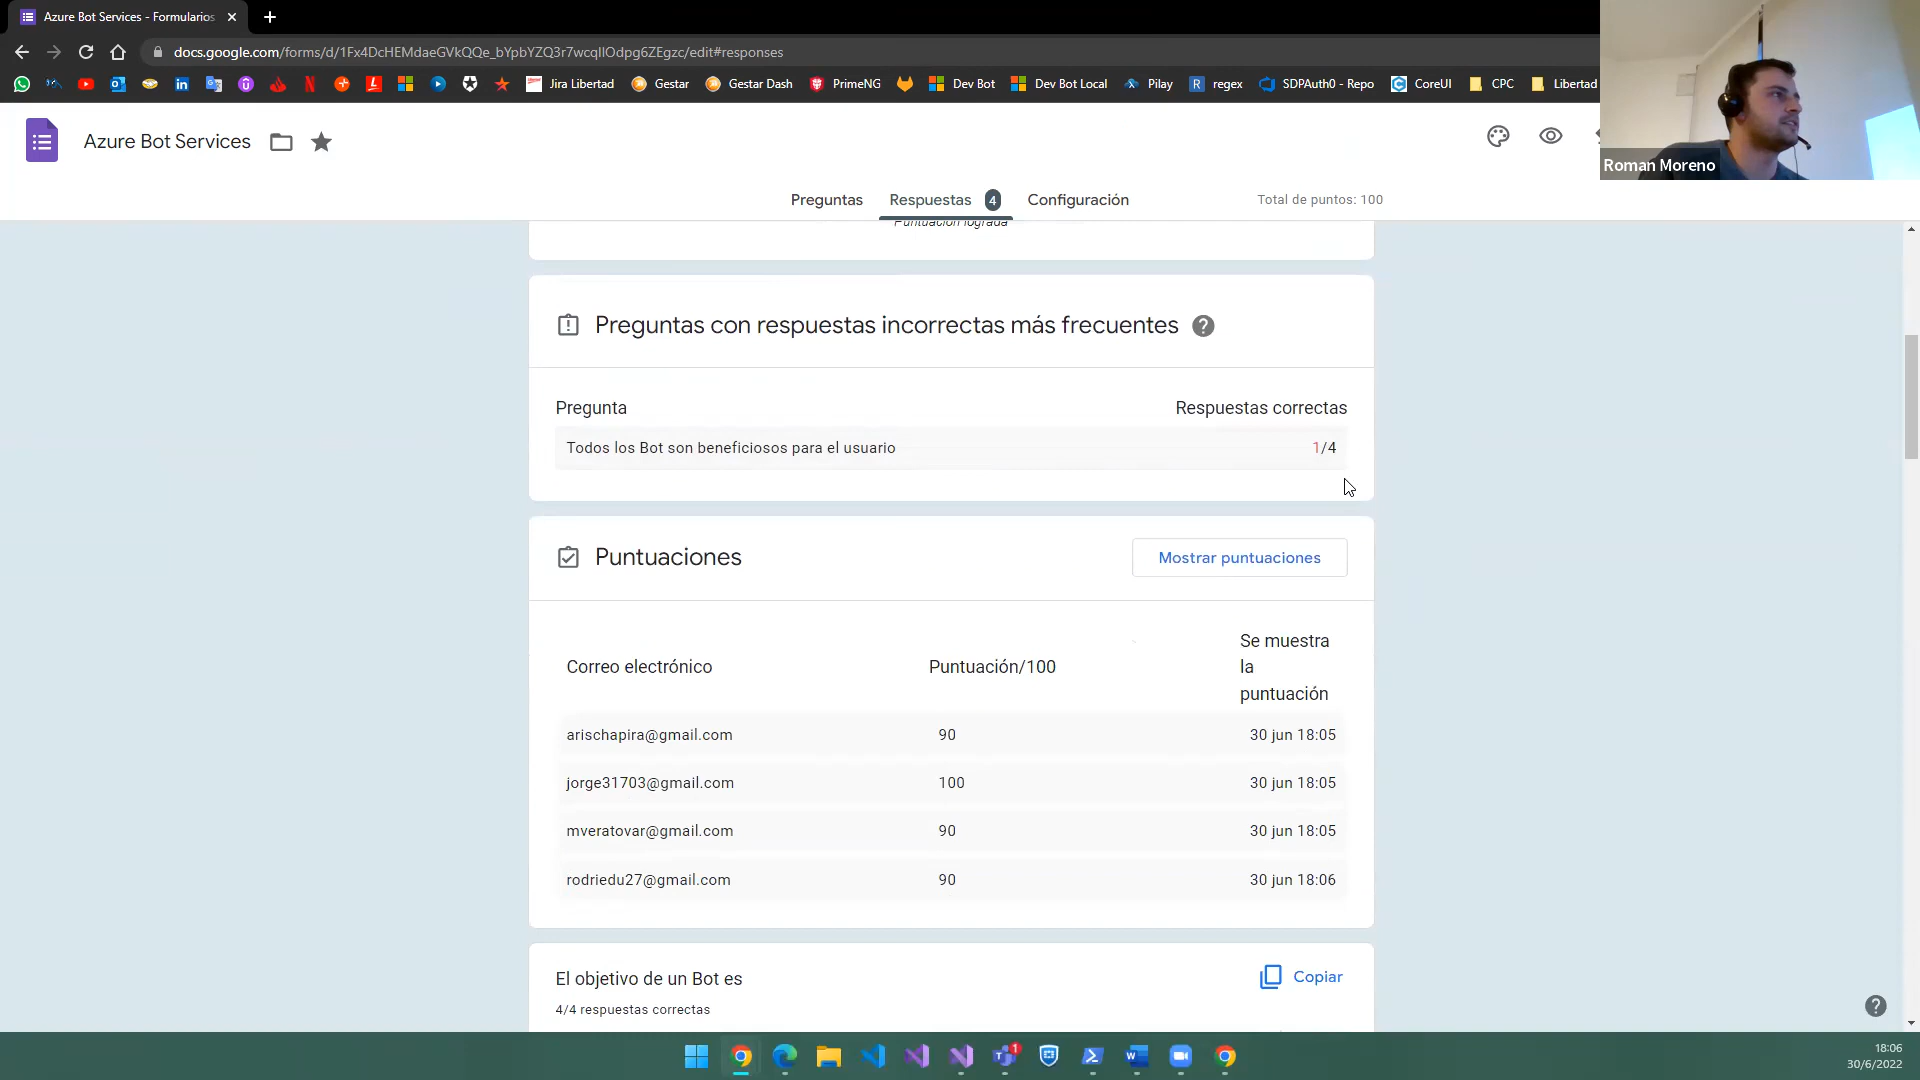 Azure Bot Services - Formularios
docs.google.com/forms/d/1Fx4DcHEMdaeGVkQQe_bYpbYZQ3r7wcqIlOdpg6ZEgzc/edit#responses
Jira Libertad
Gestar
Gestar Dash
PrimeNG
Dev Bot
Dev Bot Local
Pilay
R regex
SDPAuth0 - Repo
CoreUI
CPC
Libertad
Roman Moreno
Azure Bot Services
Preguntas
Respuestas 4
Configuración
Total de puntos: 100
Puntuación lograda
Preguntas con respuestas incorrectas más frecuentes
Pregunta Respuestas correctas
Todos los Bot son beneficiosos para el usuario 1/4
Puntuaciones
Mostrar puntuaciones
Correo electrónico
Puntuación/100
Se muestra
la
puntuación
arischapira@gmail.com 90 30 jun 18:05
jorge31703@gmail.com 100 30 jun 18:05
mveratovar@gmail.com 90 30 jun 18:05
rodriedu27@gmail.com 90 30 jun 18:06
El objetivo de un Bot es
Copiar
4/4 respuestas correctas
18:06
30/6/2022